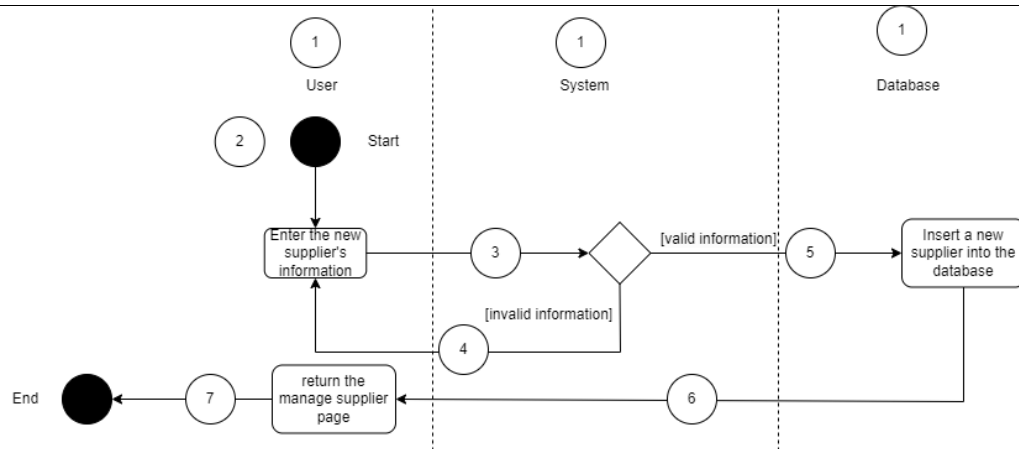 1
1
1
User
System
Database
2
Start
Enter the new
supplier's
information
3
[valid information]
5
Insert a new
supplier into the
database
[invalid information]
4
End
7
return the
manage supplier
page
6